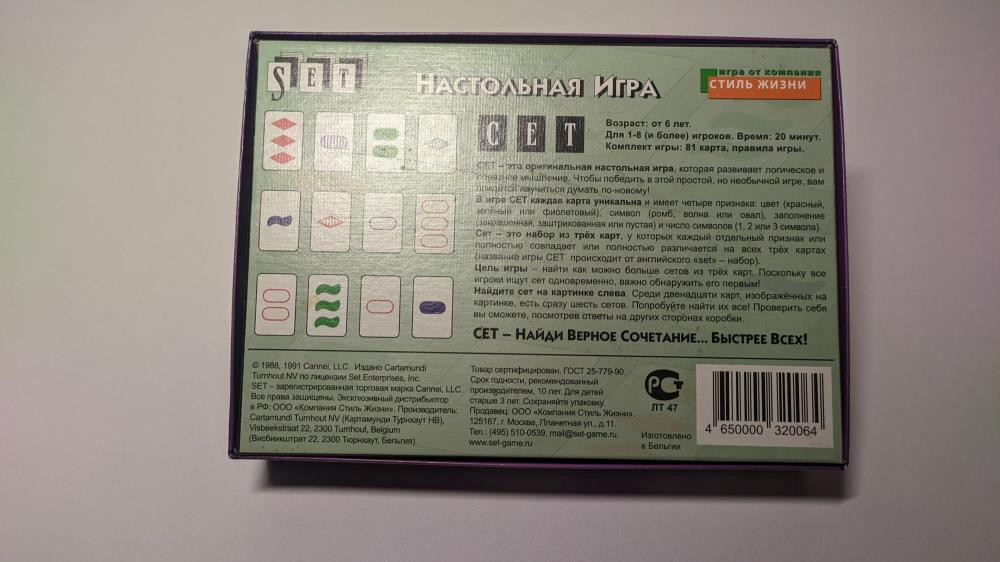 SET
НАСТОЛЬНАЯ ИГРА
игра от компании
СТИЛЬ ЖИЗНИ
СЕТ
Возраст: от 6 лет.
Для 1-8 (и более) игроков. Время: 20 минут.
Комплект игры: 81 карта, правила игры.
СЕТ – это оригинальная настольная игра, которая развивает логическое и
образное мышление. Чтобы победить в этой простой, но необычной игре, вам
придётся научиться думать по-новому!
В игре СЕТ каждая карта уникальна и имеет четыре признака: цвет (красный,
зелёный или фиолетовый), символ (ромб, волна или овал), заполнение
(закрашенная, заштрихованная или пустая) и число символов (1, 2 или 3 символа).
Сет – это набор из трёх карт, у которых каждый отдельный признак или
полностью совпадает или полностью различается на всех трёх картах
(название игры СЕТ происходит от английского «set» – набор).
Цель игры – найти как можно больше сетов из трёх карт. Поскольку все
игроки ищут сет одновременно, важно обнаружить его первым!
Найдите сет на картинке слева. Среди двенадцати карт, изображённых на
картинке, есть сразу шесть сетов. Попробуйте найти их все! Проверить себя
вы сможете, посмотрев ответы на других сторонах коробки.
СЕТ – НАЙДИ ВЕРНОЕ СОЧЕТАНИЕ... БЫСТРЕЕ ВСЕХ!
© 1988, 1991 Cannei, LLC. Издано Cartamundi
Turnhout NV по лицензии Set Enterprises, Inc.
SET – зарегистрированная торговая марка Cannei, LLC.
Все права защищены. Эксклюзивный дистрибьютор
в РФ: ООО «Компания Стиль Жизни». Производитель:
Cartamundi Turnhout NV (Картамунди Турнхаут НВ),
Visbeekstraat 22, 2300 Turnhout, Belgium
(Висбиикштрат 22, 2300 Тюрнхаут, Бельгия).
Товар сертифицирован. ГОСТ 25-779-90
Срок годности, рекомендованный
производителем, 10 лет. Для детей
старше 3 лет. Сохраняйте упаковку.
Продавец: ООО «Компания Стиль Жизни»,
125167, г. Москва, Планетная ул., д.11.
Тел.: (495) 510-0539, mail@set-game.ru,
www.set-game.ru
РСТ
ЛТ 47
Изготовлено
в Бельгии
4 650000 320064